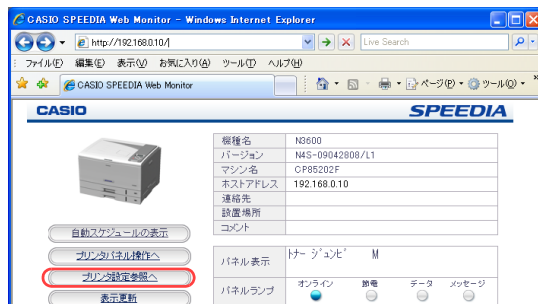 CASIO SPEEDIA Web Monitor - Windows Internet Explorer
http://192.168.0.10/
Live Search
ファイル(F) 編集(E) 表示(V) お気に入り(A) ツール(T) ヘルプ(H)
CASIO SPEEDIA Web Monitor
ページ(P) ツール(O)
CASIO
SPEEDIA
機種名 N3600
バージョン N4S-09042808/L1
マシン名 CP85202F
ホストアドレス 192.168.0.10
連絡先
設置場所
コメント
自動スケジュールの表示
プリンタパネル操作へ
プリンタ設定参照へ
表示更新
パネル表示 トナー ジュンビ M
パネルランプ オンライン 節電 データ メッセージ